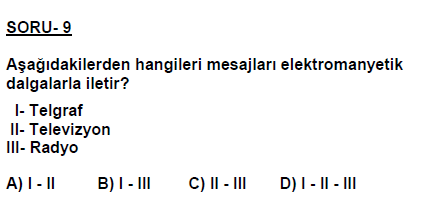 SORU- 9
Aşağıdakilerden hangileri mesajları elektromanyetik
dalgalarla iletir?
I- Telgraf
II- Televizyon
III- Radyo
A) I - II B) I - III C) II - III D) I - II - III